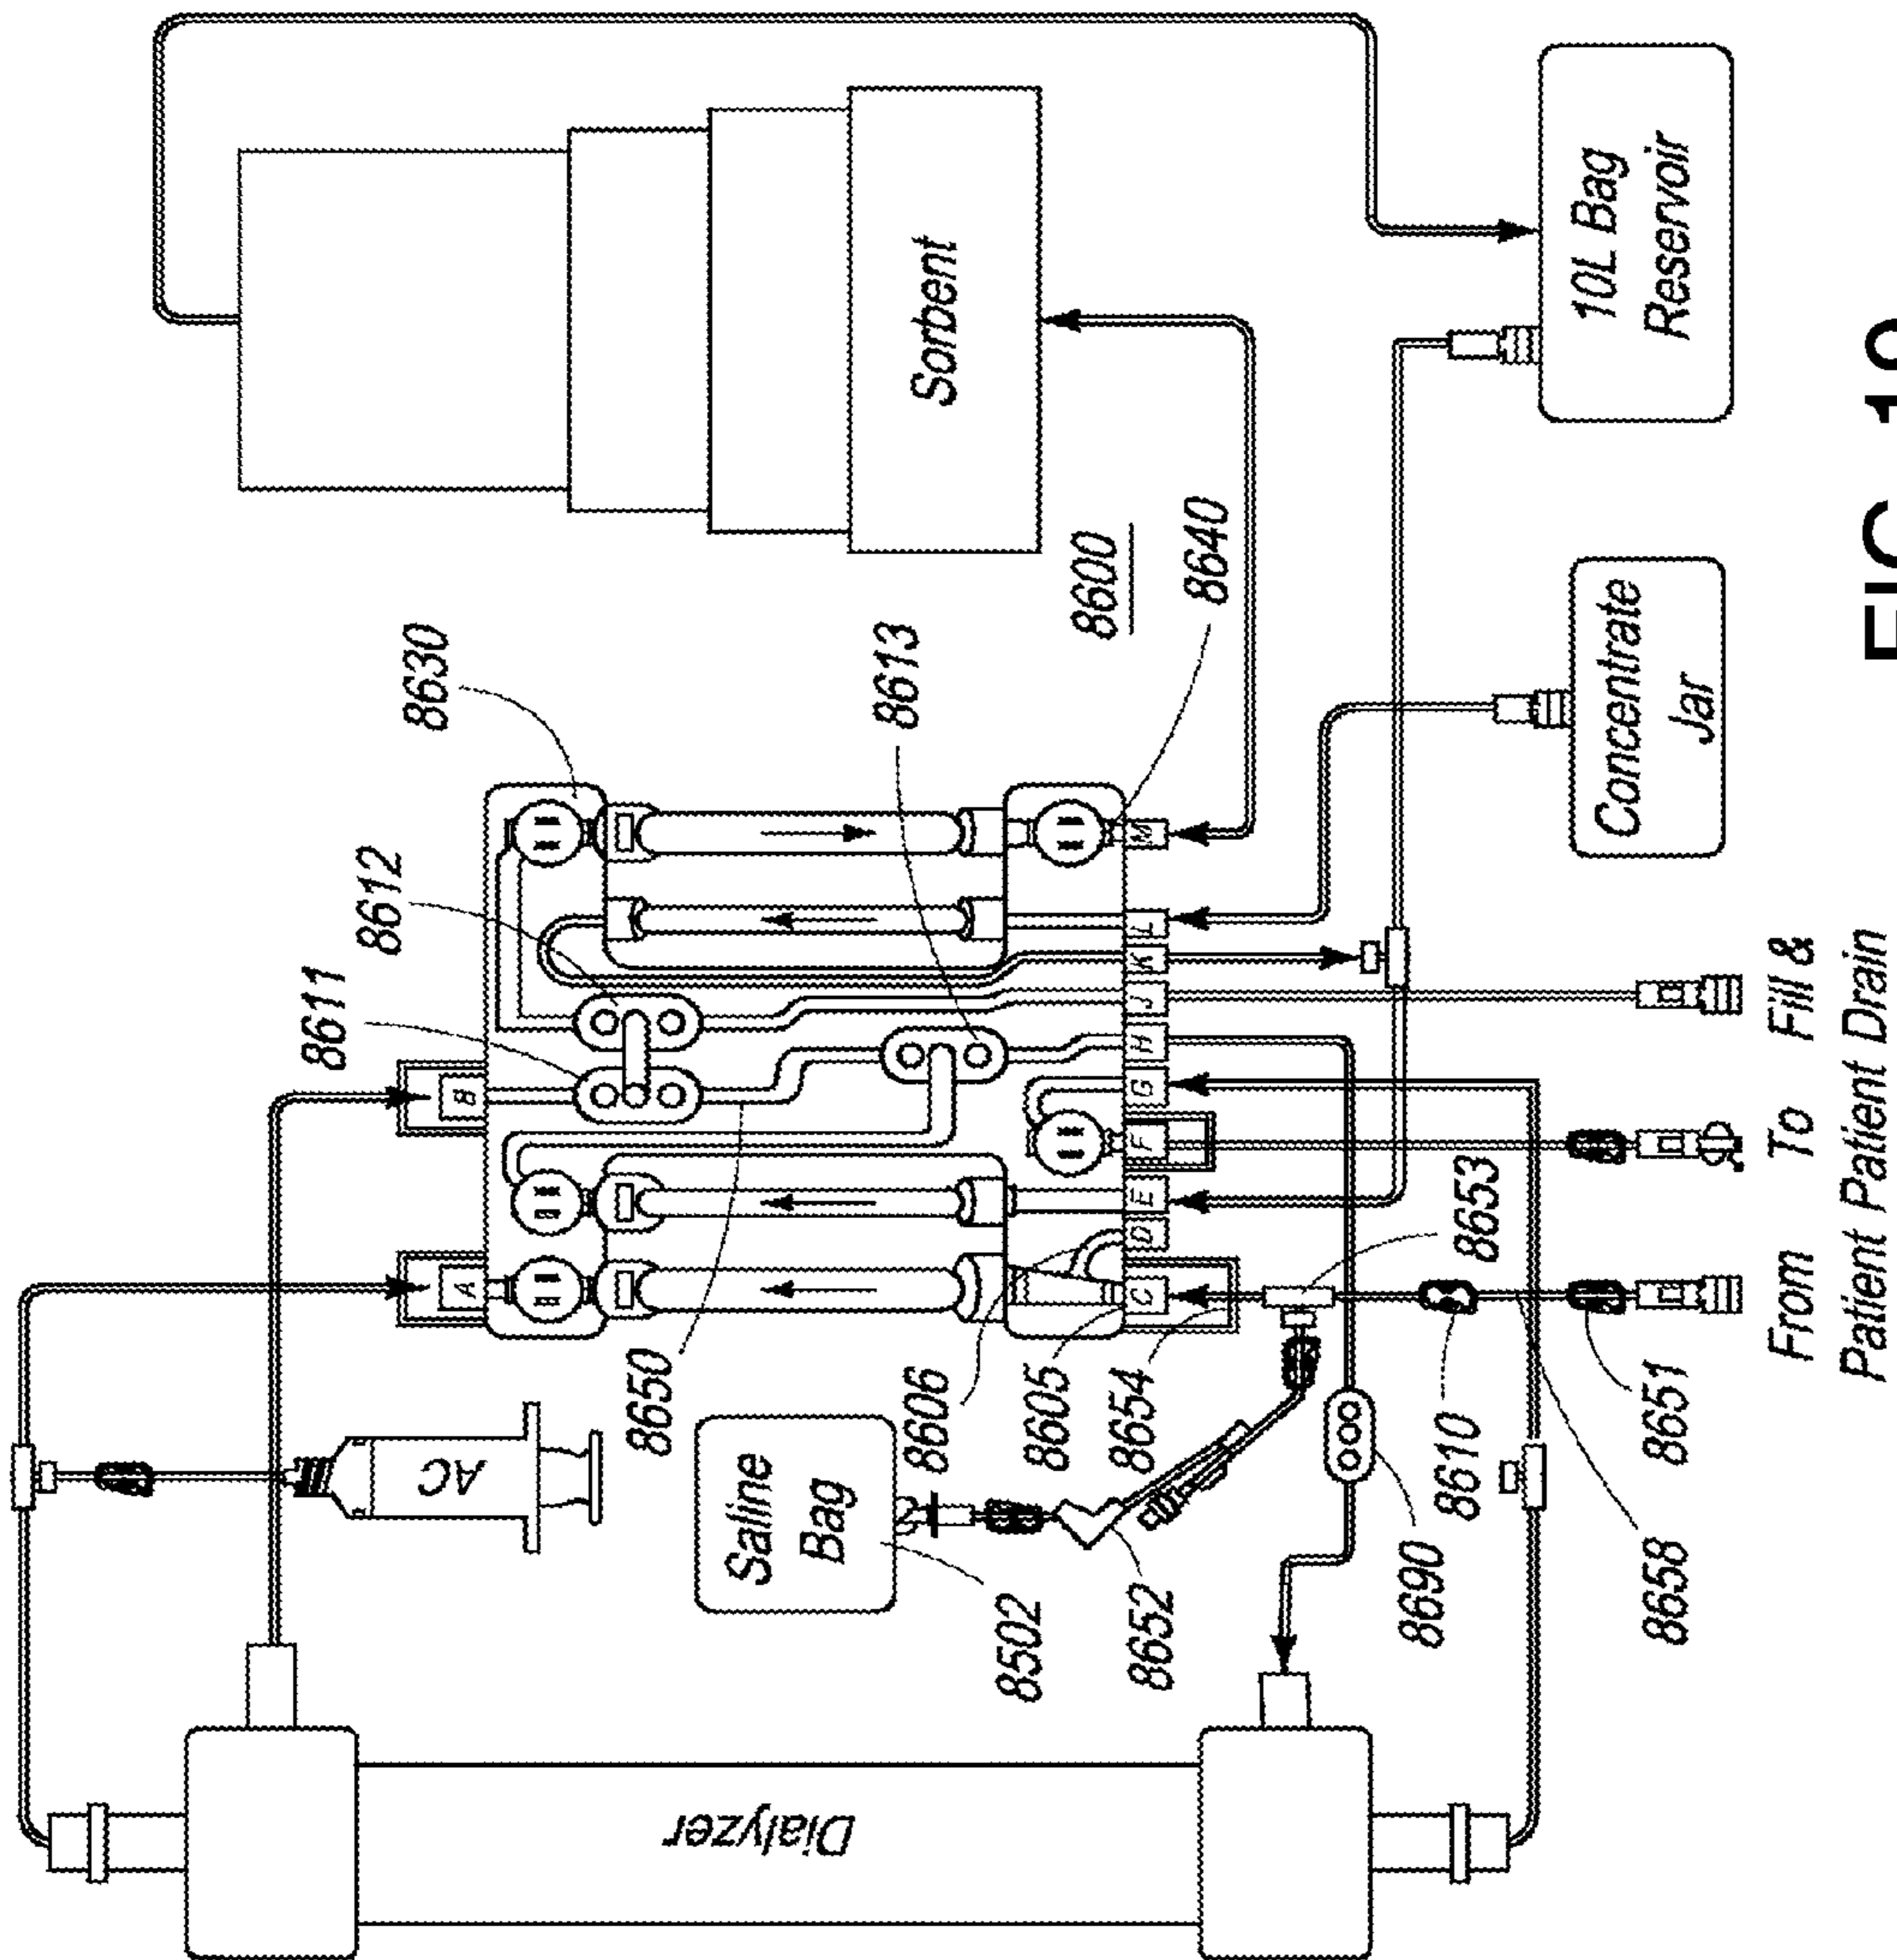 Sorbent
10L Bag
Reservoir
8600
8640
8630
8613
8612
8611
Concentrate
Jar
A
B
C
D
E
F
G
H
J
K
L
M
Fill &
Drain
To
Patient
From
Patient
8653
8650
8606
8605
8654
8610
8651
8658
8690
8652
8502
AC
Saline
Bag
Dialyzer